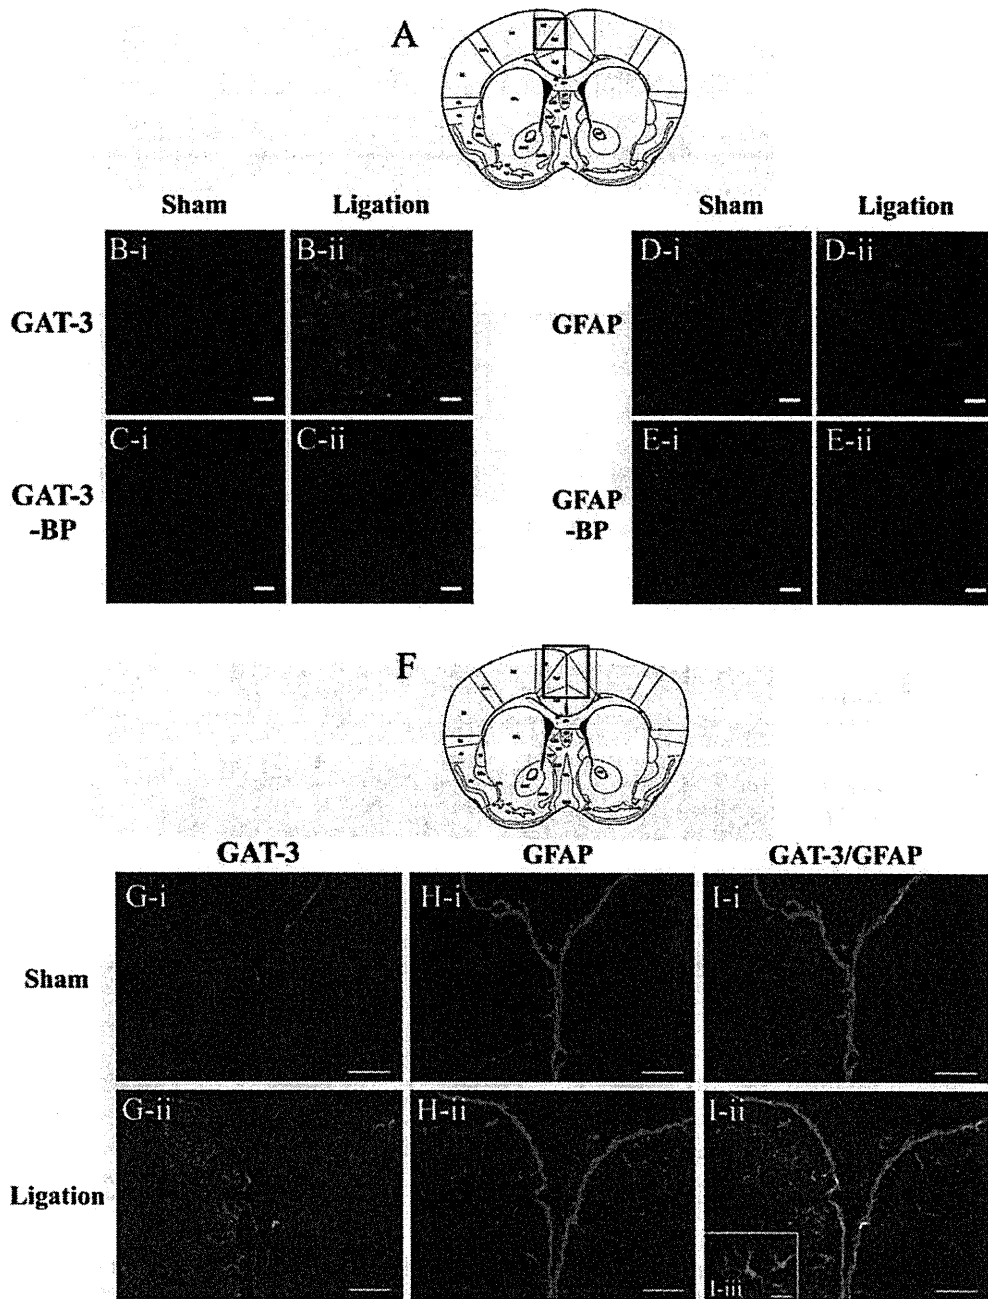 A
Sham Ligation Sham Ligation
B-i B-ii D-i D-ii
GAT-3 GFAP
C-i C-ii E-i E-ii
GAT-3 GFAP
-BP -BP
F
GAT-3 GFAP GAT-3/GFAP
G-i H-i I-i
Sham
G-ii H-ii I-ii
Ligation
I-iii